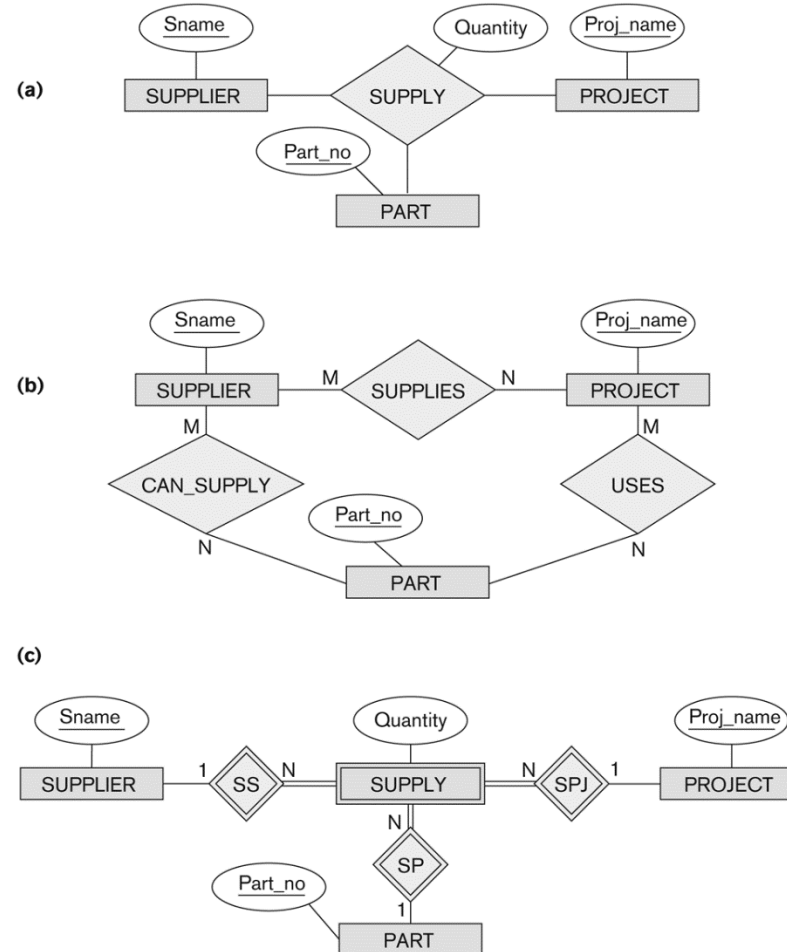 (a)
Sname
Quantity
Proj_name
SUPPLIER
SUPPLY
PROJECT
Part_no
PART
(b)
Sname
Proj_name
SUPPLIER
M
SUPPLIES
N
PROJECT
M
M
CAN_SUPPLY
USES
Part_no
N
N
PART
(c)
Sname
Quantity
Proj_name
SUPPLIER
1
SS
N
SUPPLY
N
SPJ
1
PROJECT
N
SP
Part_no
1
PART